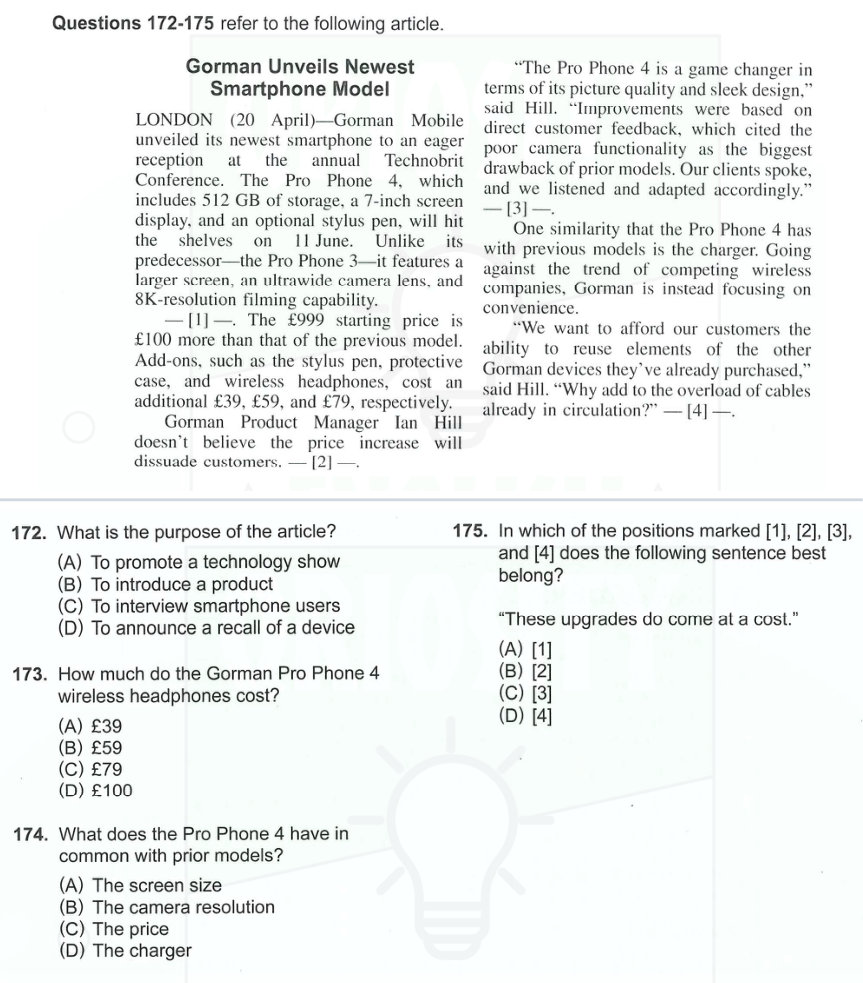 Questions 172-175 refer to the following article.
Gorman Unveils Newest
Smartphone Model
LONDON (20 April)—Gorman Mobile
unveiled its newest smartphone to an eager
reception at the annual Technobrit
Conference. The Pro Phone 4, which
includes 512 GB of storage, a 7-inch screen
display, and an optional stylus pen, will hit
the shelves on 11 June. Unlike its
predecessor—the Pro Phone 3—it features a
larger screen, an ultrawide camera lens, and
8K-resolution filming capability.
— [1] —. The £999 starting price is
£100 more than that of the previous model.
Add-ons, such as the stylus pen, protective
case, and wireless headphones, cost an
additional £39, £59, and £79, respectively.
Gorman Product Manager Ian Hill
doesn't believe the price increase will
dissuade customers. — [2] —.
“The Pro Phone 4 is a game changer in
terms of its picture quality and sleek design,”
said Hill. “Improvements were based on
direct customer feedback, which cited the
poor camera functionality as the biggest
drawback of prior models. Our clients spoke,
and we listened and adapted accordingly.”
— [3] —.
One similarity that the Pro Phone 4 has
with previous models is the charger. Going
against the trend of competing wireless
companies, Gorman is instead focusing on
convenience.
“We want to afford our customers the
ability to reuse elements of the other
Gorman devices they've already purchased,”
said Hill. “Why add to the overload of cables
already in circulation?” — [4] —.
172. What is the purpose of the article?
(A) To promote a technology show
(B) To introduce a product
(C) To interview smartphone users
(D) To announce a recall of a device
173. How much do the Gorman Pro Phone 4
wireless headphones cost?
(A) £39
(B) £59
(C) £79
(D) £100
174. What does the Pro Phone 4 have in
common with prior models?
(A) The screen size
(B) The camera resolution
(C) The price
(D) The charger
175. In which of the positions marked [1], [2], [3],
and [4] does the following sentence best
belong?
“These upgrades do come at a cost.”
(A) [1]
(B) [2]
(C) [3]
(D) [4]